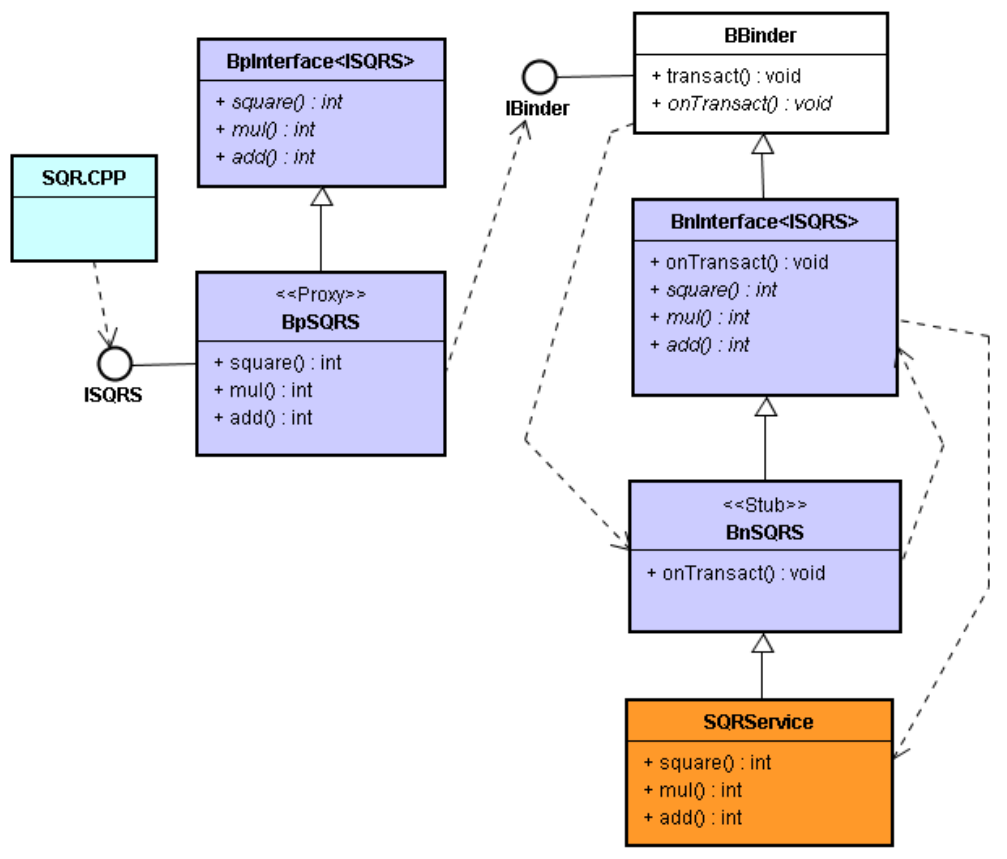 BpInterface<ISQRS>
+ square() : int
+ mul() : int
+ add() : int
SQR.CPP
<<Proxy>>
BpSQRS
+ square() : int
+ mul() : int
+ add() : int
ISQRS
IBinder
BBinder
+ transact() : void
+ onTransact() : void
BnInterface<ISQRS>
+ onTransact() : void
+ square() : int
+ mul() : int
+ add() : int
<<Stub>>
BnSQRS
+ onTransact() : void
SQRService
+ square() : int
+ mul() : int
+ add() : int